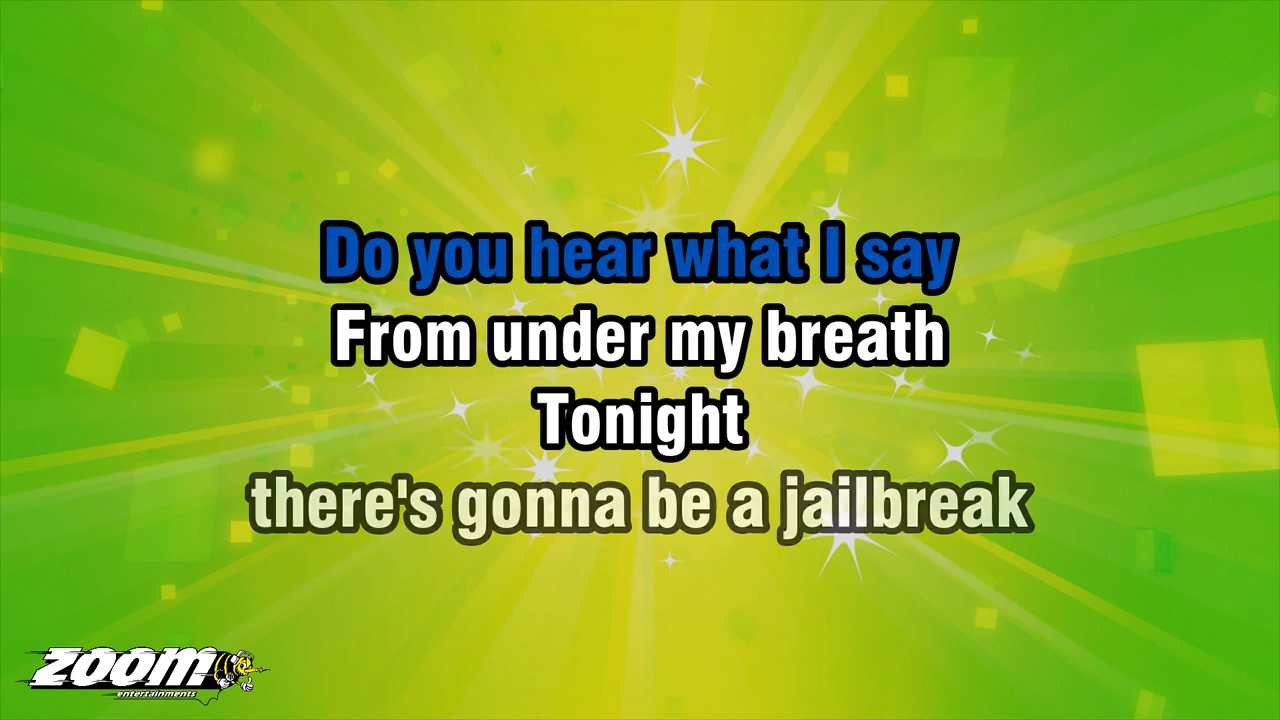 Do you hear what I say
From under my breath
Tonight
there's gonna be a jailbreak
ZOOM
entertainments